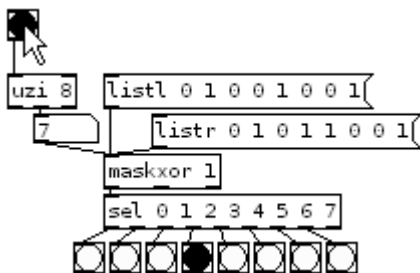 uzi 8
listl 0 1 0 0 1 0 0 1
7
listr 0 1 0 1 1 0 0 1
maskxor 1
sel 0 1 2 3 4 5 6 7